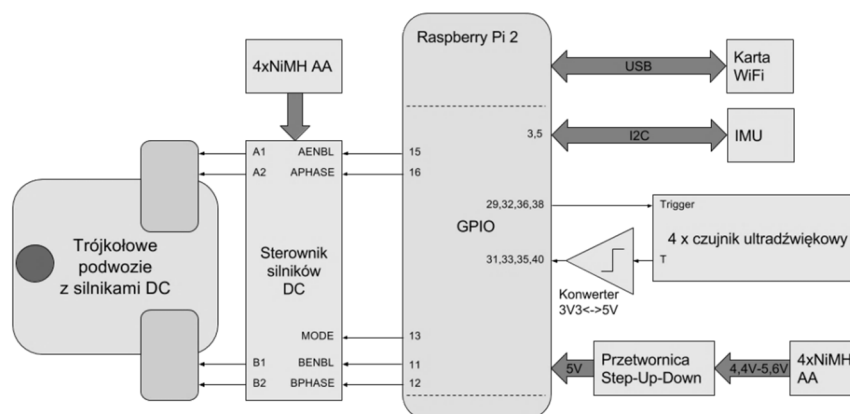 Raspberry Pi 2
4xNiMH AA
USB
Karta
WiFi
3,5
I2C
IMU
A1
AENBL
15
A2
APHASE
16
29,32,36,38
Trigger
GPIO
4 x czujnik ultradźwiękowy
Trójkołowe
podwozie
z silnikami DC
Sterownik
silników
DC
31,33,35,40
T
Konwerter
3V3<->5V
MODE
13
B1
BENBL
11
B2
BPHASE
12
5V
Przetwornica
Step-Up-Down
4,4V-5,6V
4xNiMH
AA